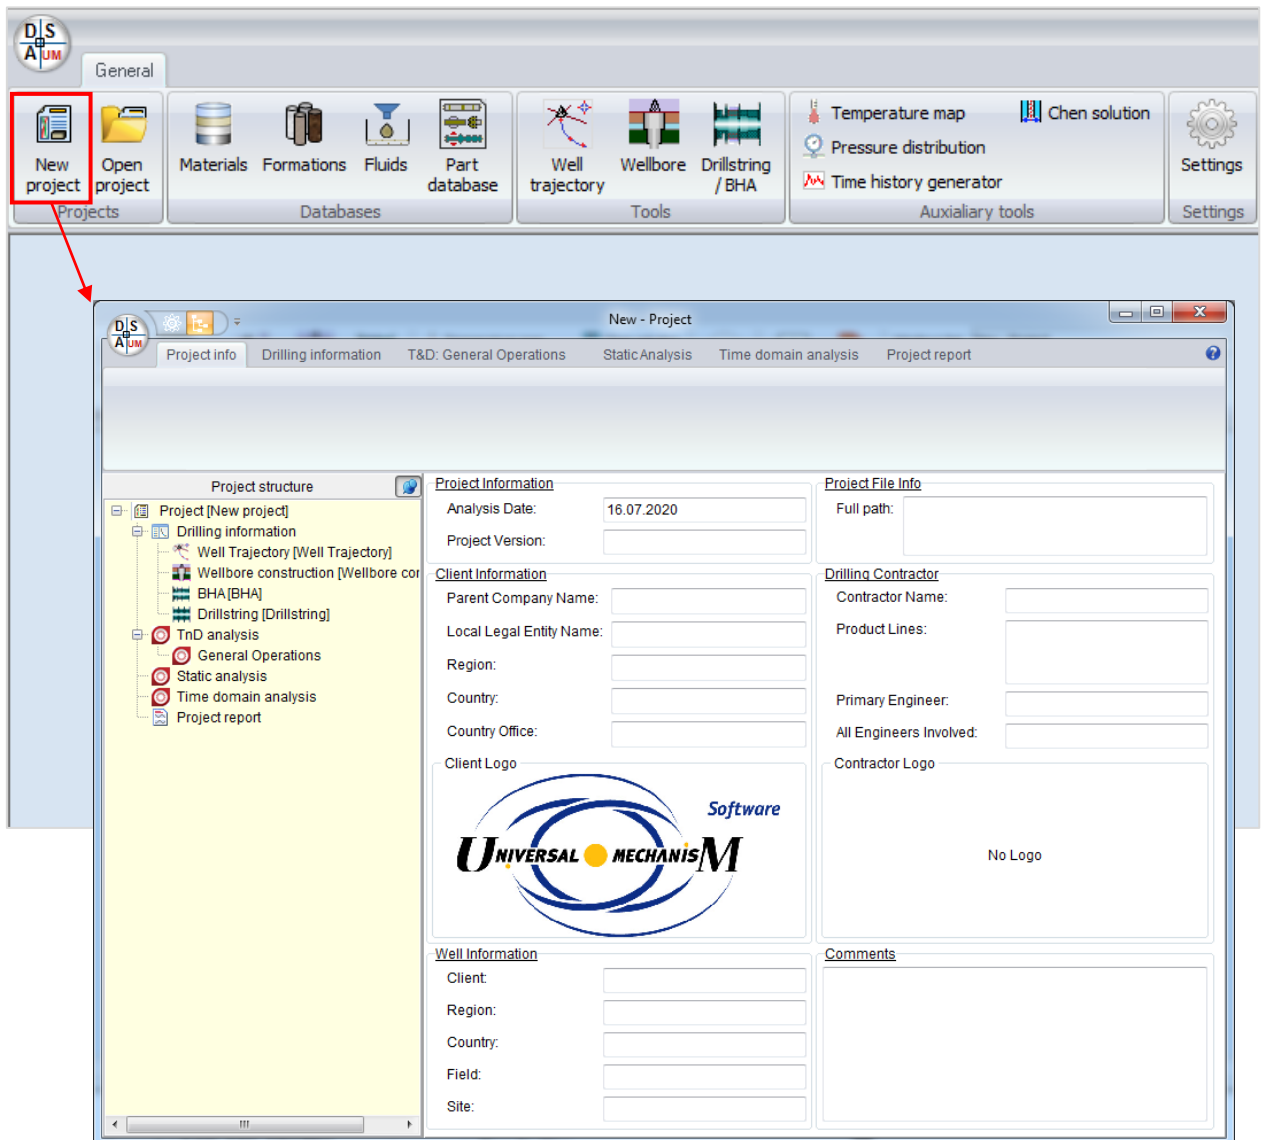 D S
A UM
General
New project
Open project
Materials
Formations
Fluids
Part database
Well trajectory
Wellbore
Drillstring / BHA
Temperature map
Pressure distribution
Time history generator
Chen solution
Settings
Projects
Databases
Tools
Auxialiary tools
Settings
D S
A UM
New - Project
Project info
Drilling information
T&D: General Operations
Static Analysis
Time domain analysis
Project report
Project structure
Project [New project]
Drilling information
Well Trajectory [Well Trajectory]
Wellbore construction [Wellbore cor
BHA [BHA]
Drillstring [Drillstring]
TnD analysis
General Operations
Static analysis
Time domain analysis
Project report
Project Information
Analysis Date: 16.07.2020
Project Version:
Client Information
Parent Company Name:
Local Legal Entity Name:
Region:
Country:
Country Office:
Client Logo
Software
UNIVERSAL MECHANISM
Well Information
Client:
Region:
Country:
Field:
Site:
Project File Info
Full path:
Drilling Contractor
Contractor Name:
Product Lines:
Primary Engineer:
All Engineers Involved:
Contractor Logo
No Logo
Comments